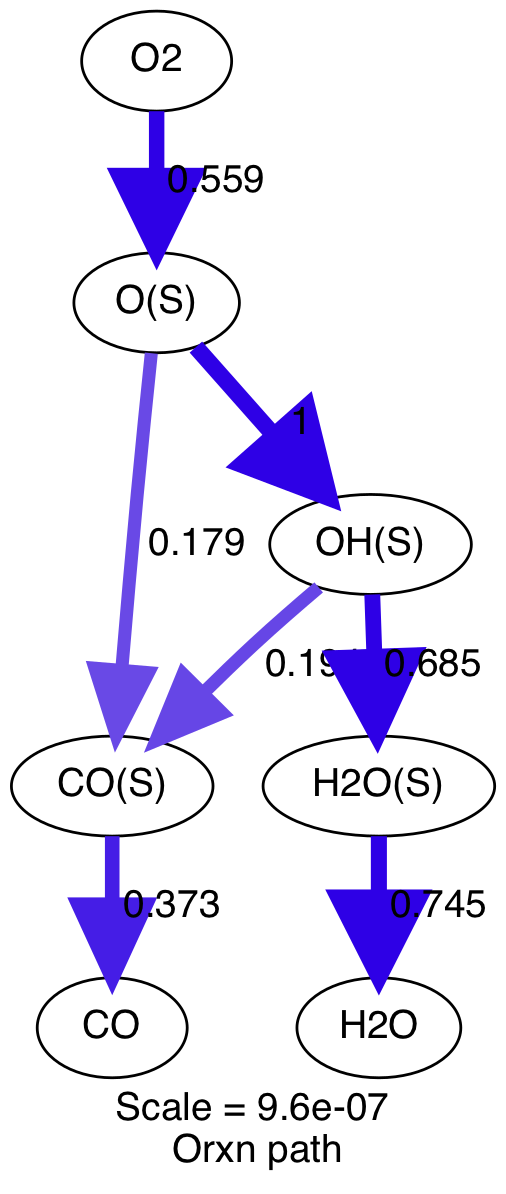 O2
0.559
O(S)
1
0.179
OH(S)
0.685
CO(S)
H2O(S)
0.373
0.745
CO
H2O
Scale = 9.6e-07
Orxn path